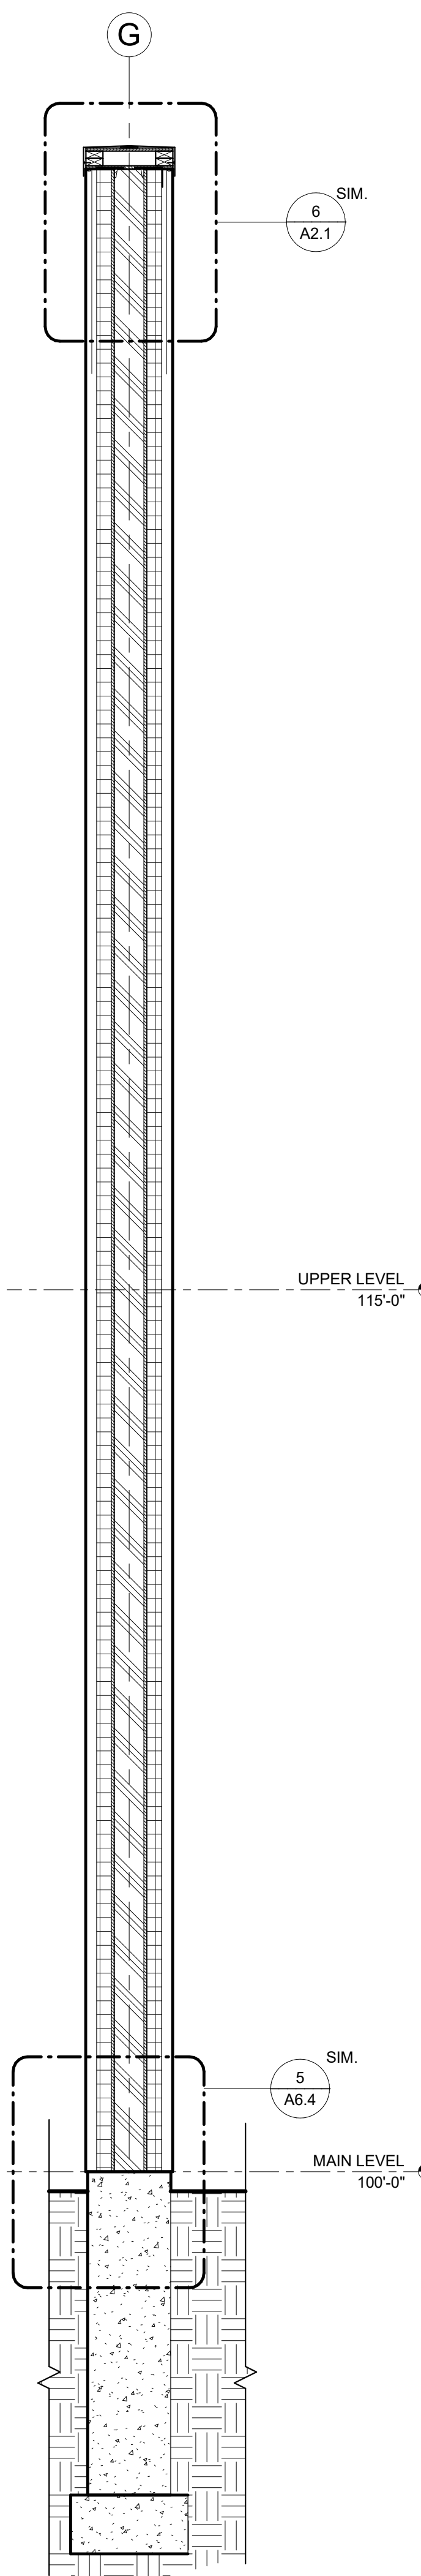 G
SIM.
6
A2.1
UPPER LEVEL
115'-0"
SIM.
5
A6.4
MAIN LEVEL
100'-0"